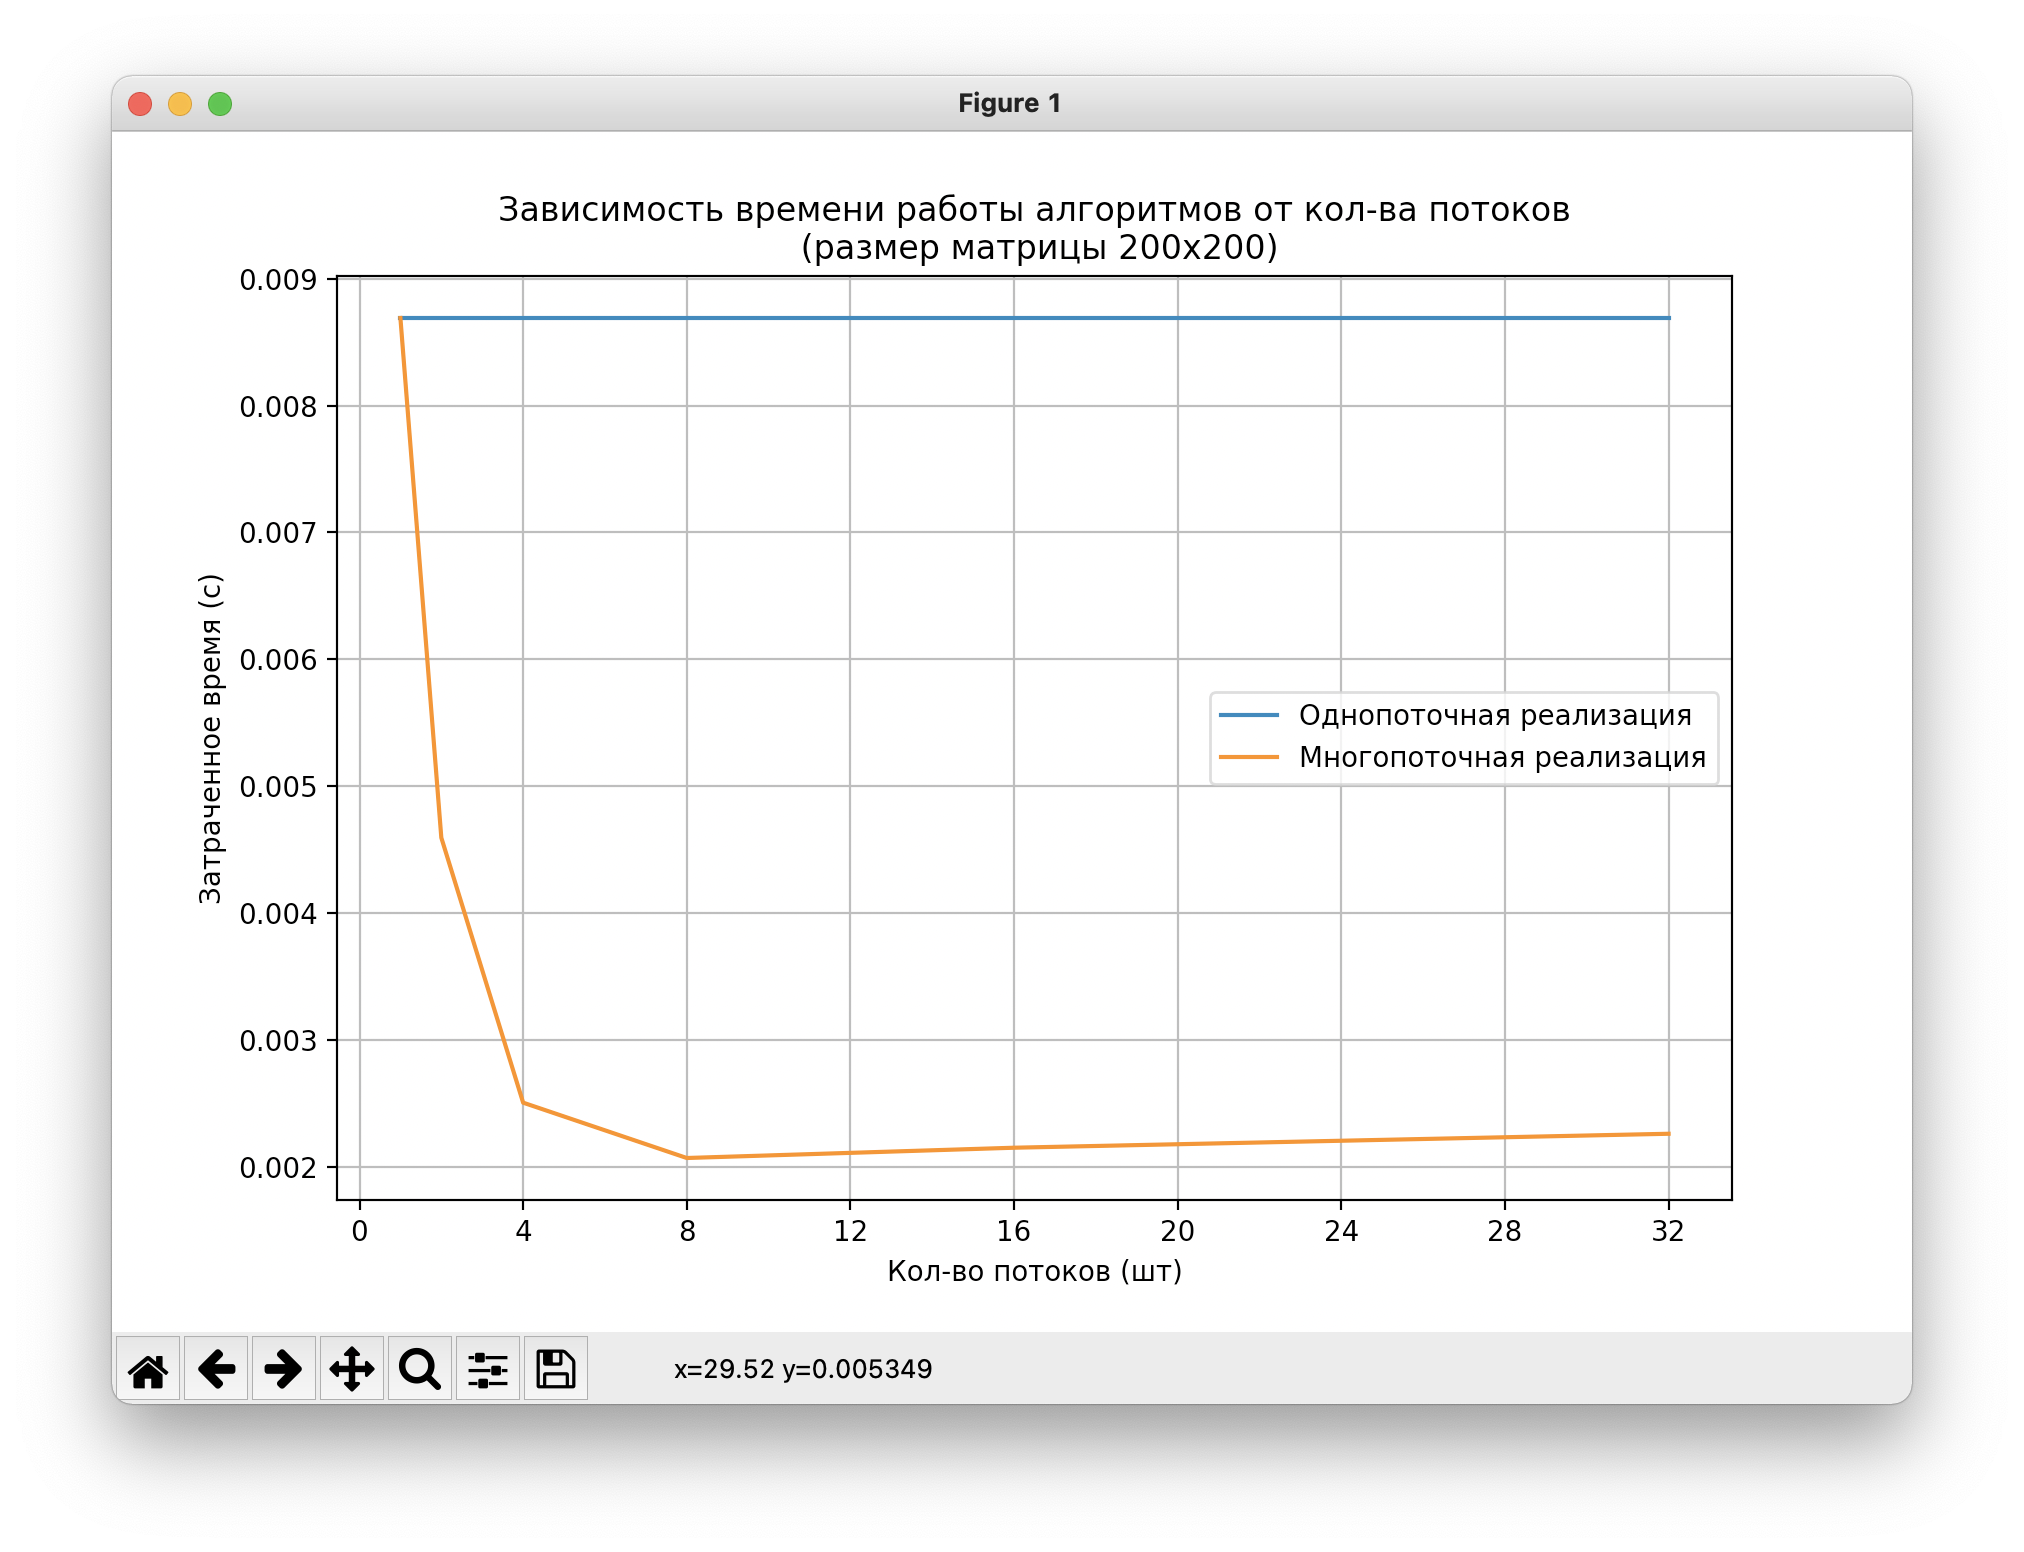 Figure 1
Зависимость времени работы алгоритмов от кол-ва потоков
(размер матрицы 200x200)
0.009
0.008
0.007
0.006
0.005
0.004
0.003
0.002
Затраченное время (с)
Однопоточная реализация
Многопоточная реализация
0 4 8 12 16 20 24 28 32
Кол-во потоков (шт)
x=29.52 y=0.005349